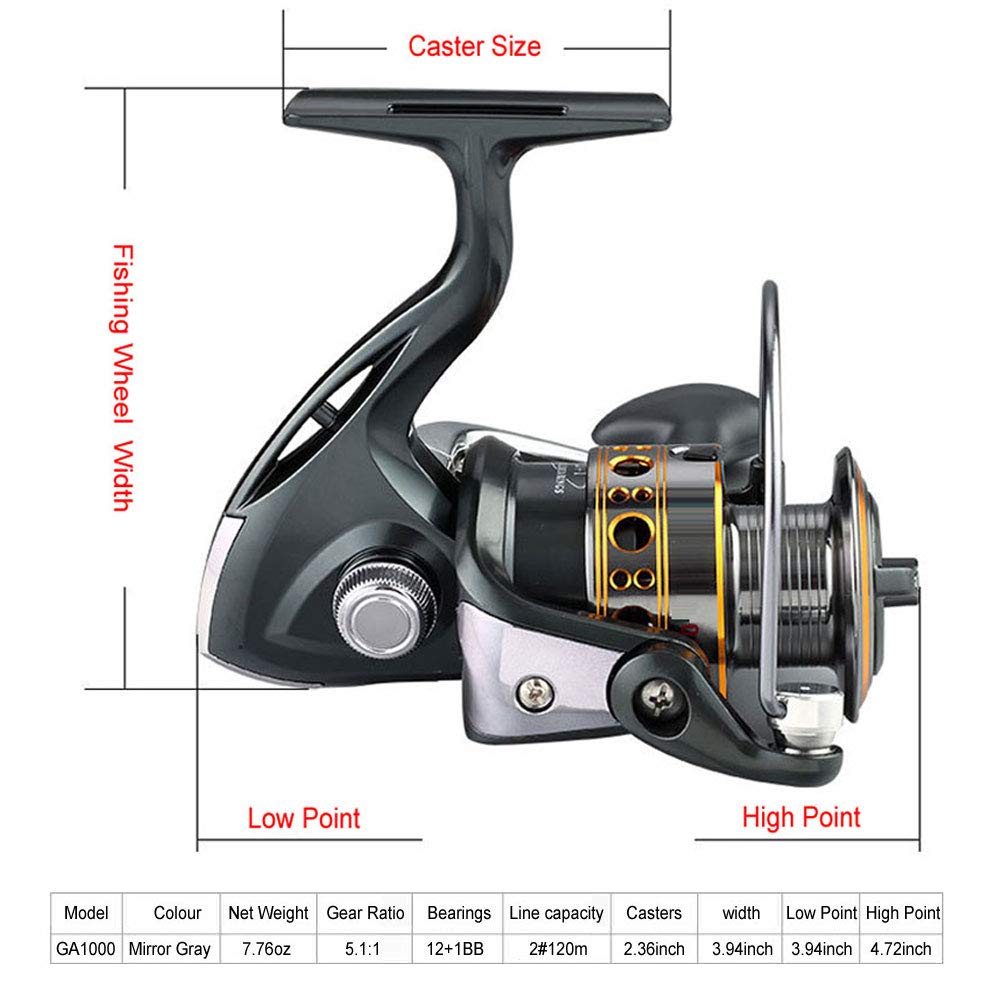 Caster Size
Fishing Wheel Width
Low Point
High Point
Model Colour Net Weight Gear Ratio Bearings Line capacity Casters width Low Point High Point
GA1000 Mirror Gray 7.76oz 5.1:1 12+1BB 2#120m 2.36inch 3.94inch 3.94inch 4.72inch